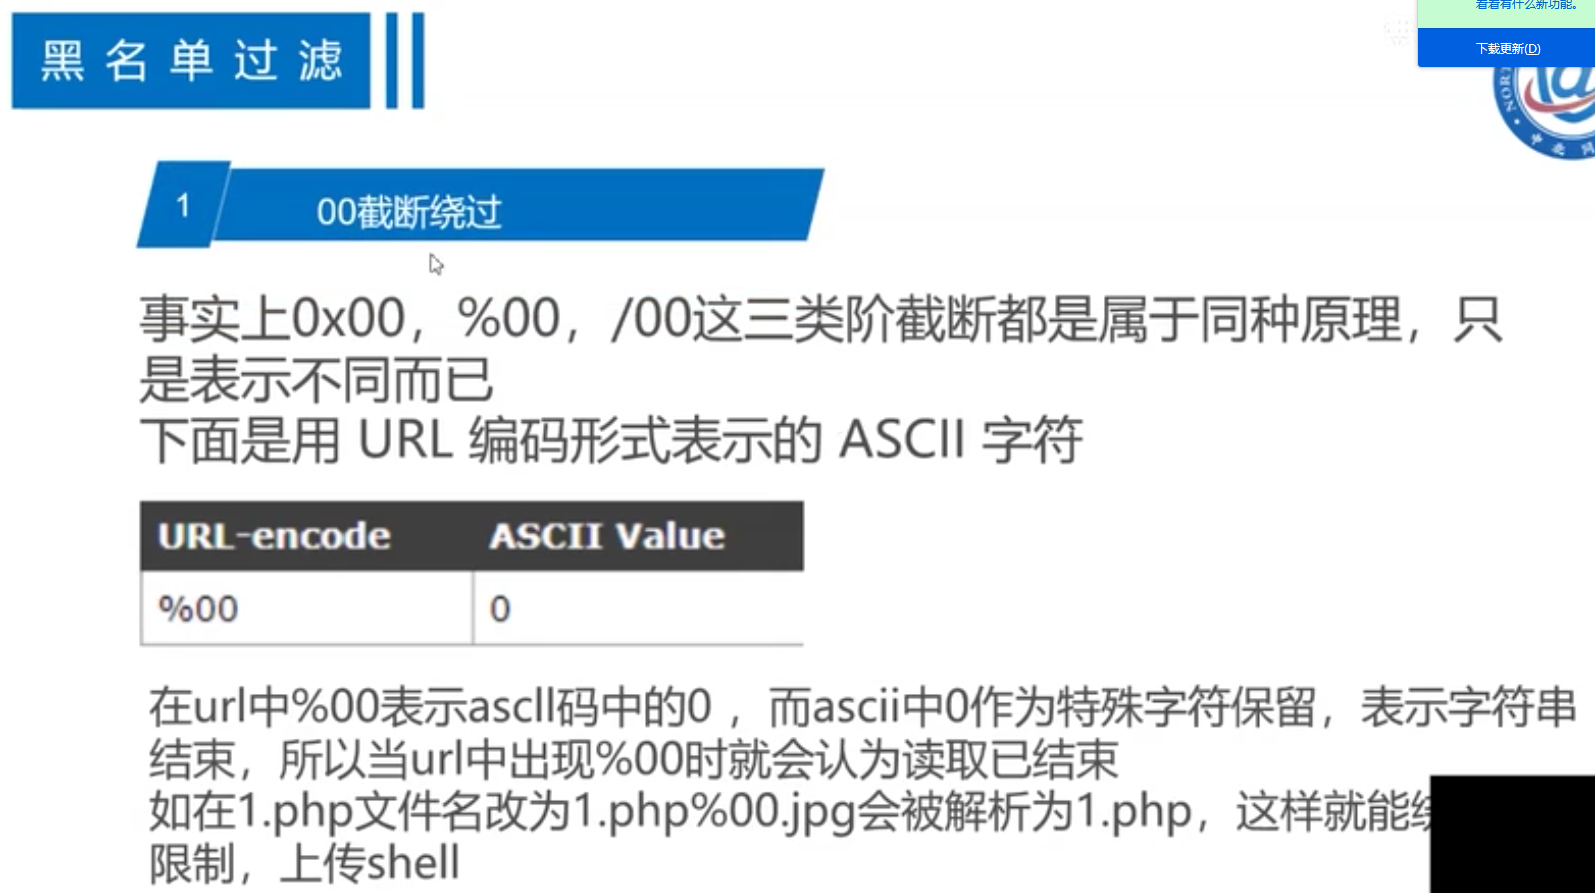 看看有什么新功能。
下载更新(D)
黑名单过滤
1
00截断绕过
事实上0x00，%00，/00这三类阶截断都是属于同种原理，只
是表示不同而已
下面是用 URL 编码形式表示的 ASCII 字符
URL-encode ASCII Value
%00 0
在url中%00表示ascll码中的0 ，而ascii中0作为特殊字符保留，表示字符串
结束，所以当url中出现%00时就会认为读取已结束
如在1.php文件名改为1.php%00.jpg会被解析为1.php，这样就能
限制，上传shell